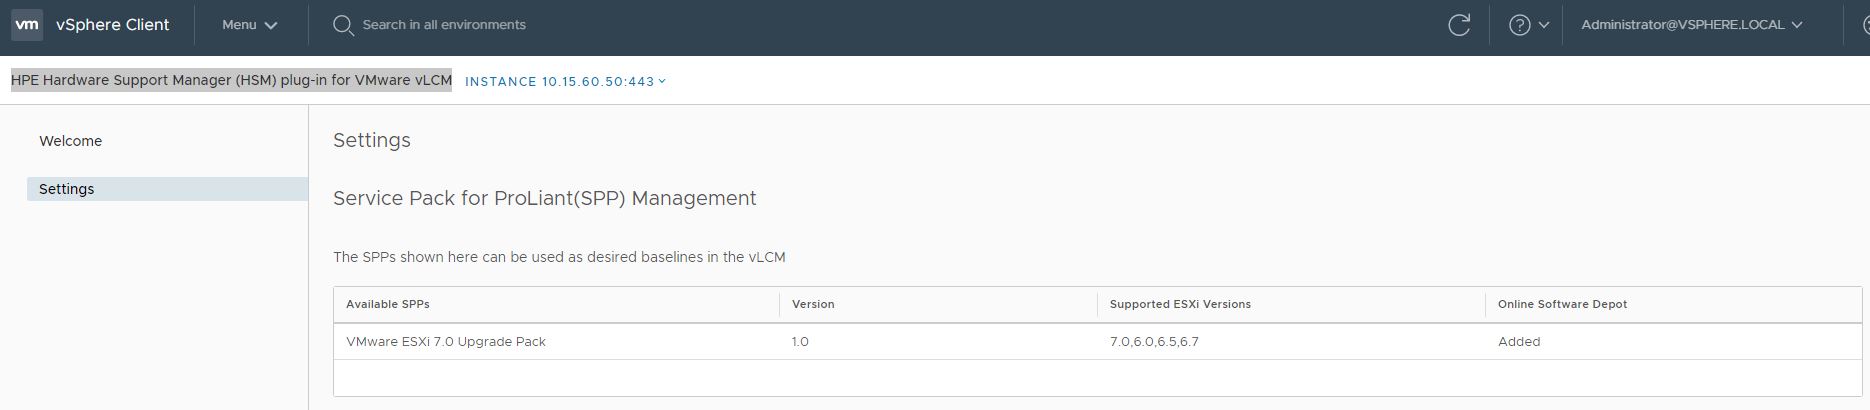 vm vSphere Client Menu Search in all environments Administrator@VSPHERE.LOCAL
HPE Hardware Support Manager (HSM) plug-in for VMware vLCM INSTANCE 10.15.60.50:443
Welcome
Settings
Settings
Service Pack for ProLiant(SPP) Management
The SPPs shown here can be used as desired baselines in the vLCM
Available SPPs Version Supported ESXi Versions Online Software Depot
VMware ESXi 7.0 Upgrade Pack 1.0 7.0,6.0,6.5,6.7 Added